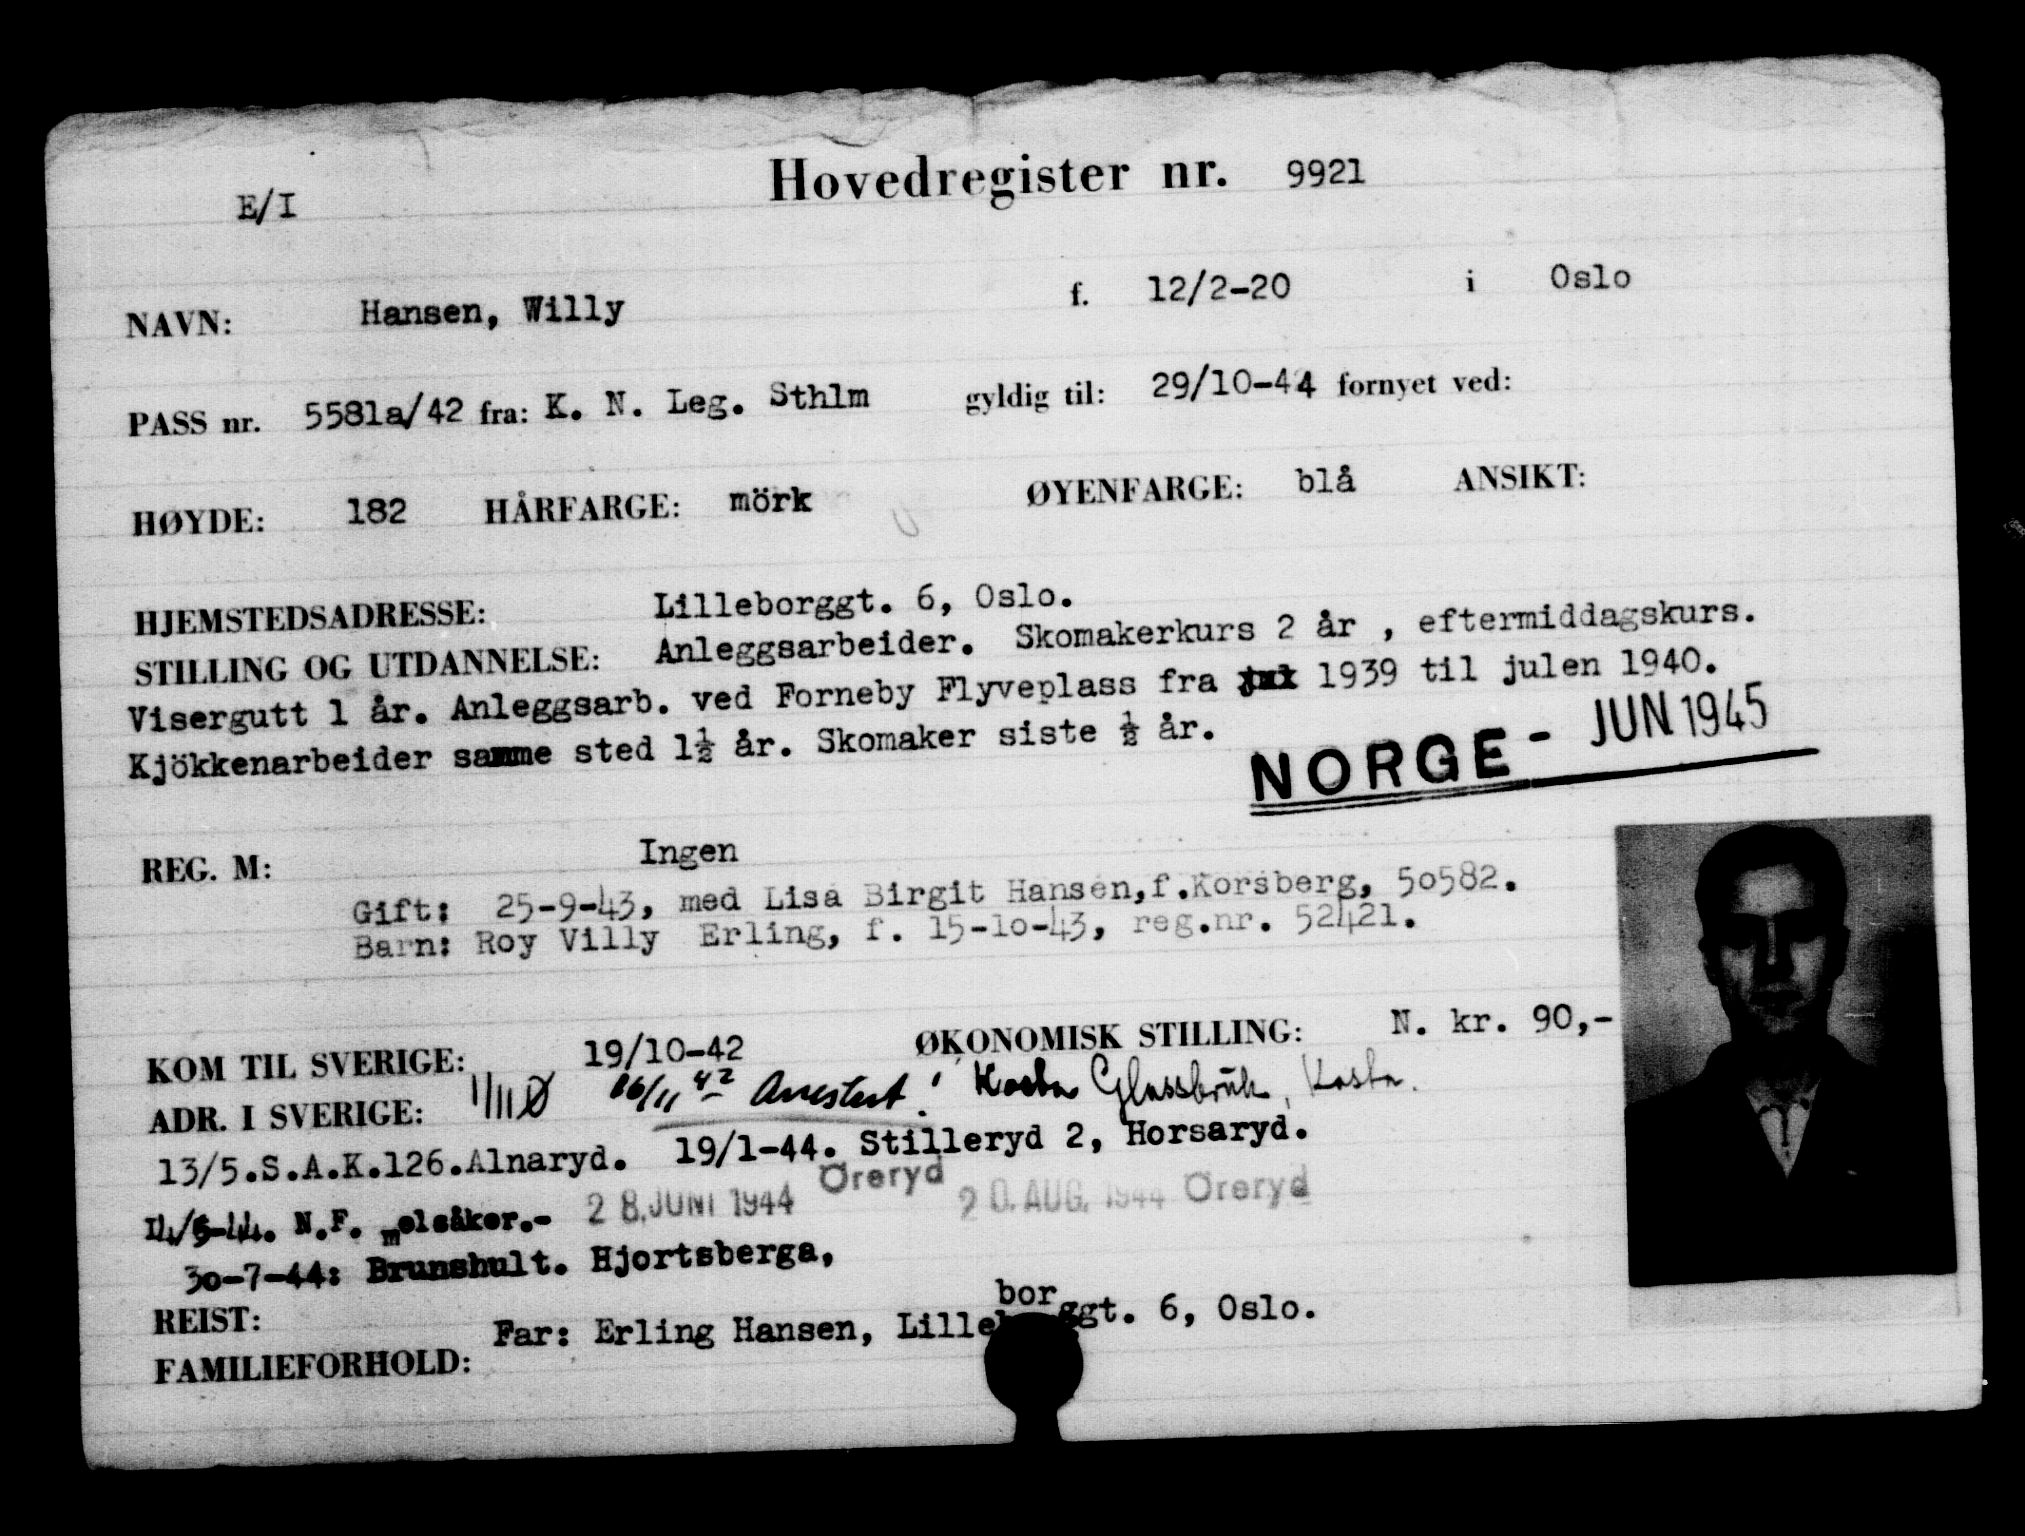 E/I Hovedregister nr. 9921
NAVN: Hansen, Willy f. 12/2-20 i Oslo
PASS nr. 5581a/42 fra: K. N. Leg. Sthlm gyldig til: 29/10-44 fornyet ved:
HØYDE: 182 HÅRFARGE: mörk ØYENFARGE: blå ANSIKT:
HJEMSTEDSADRESSE: Lilleborggt. 6, Oslo.
STILLING OG UTDANNELSE: Anleggsarbeider. Skomakerkurs 2 år , eftermiddagskurs.
Visergutt 1 år. Anleggsarb. ved Forneby Flyveplass fra 1939 til julen 1940.
Kjökkenarbeider samme sted 1½ år. Skomaker siste ½ år.
NORGE - JUN 1945
REG. M: Ingen
Gift: 25-9-43, med Lisa Birgit Hansen,f.Korsberg, 50582.
Barn: Roy Villy Erling, f. 15-10-43, reg.nr. 52421.
KOM TIL SVERIGE: 19/10-42 ØKONOMISK STILLING: N. kr. 90,-
ADR. I SVERIGE: 1/11 Ø 26/11 42 Arrestert. Kosta Glassbruk, Kosta.
13/5.S.A.K.126.Alnaryd. 19/1-44. Stilleryd 2, Horsaryd.
N.F. melsåker.- 28.JUNI 1944 Öreryd 20.AUG. 1944 Öreryd
30-7-44: Brunshult. Hjortsberga,
REIST:
bor
FAMILIEFORHOLD: Far: Erling Hansen, Lilleborggt. 6, Oslo.